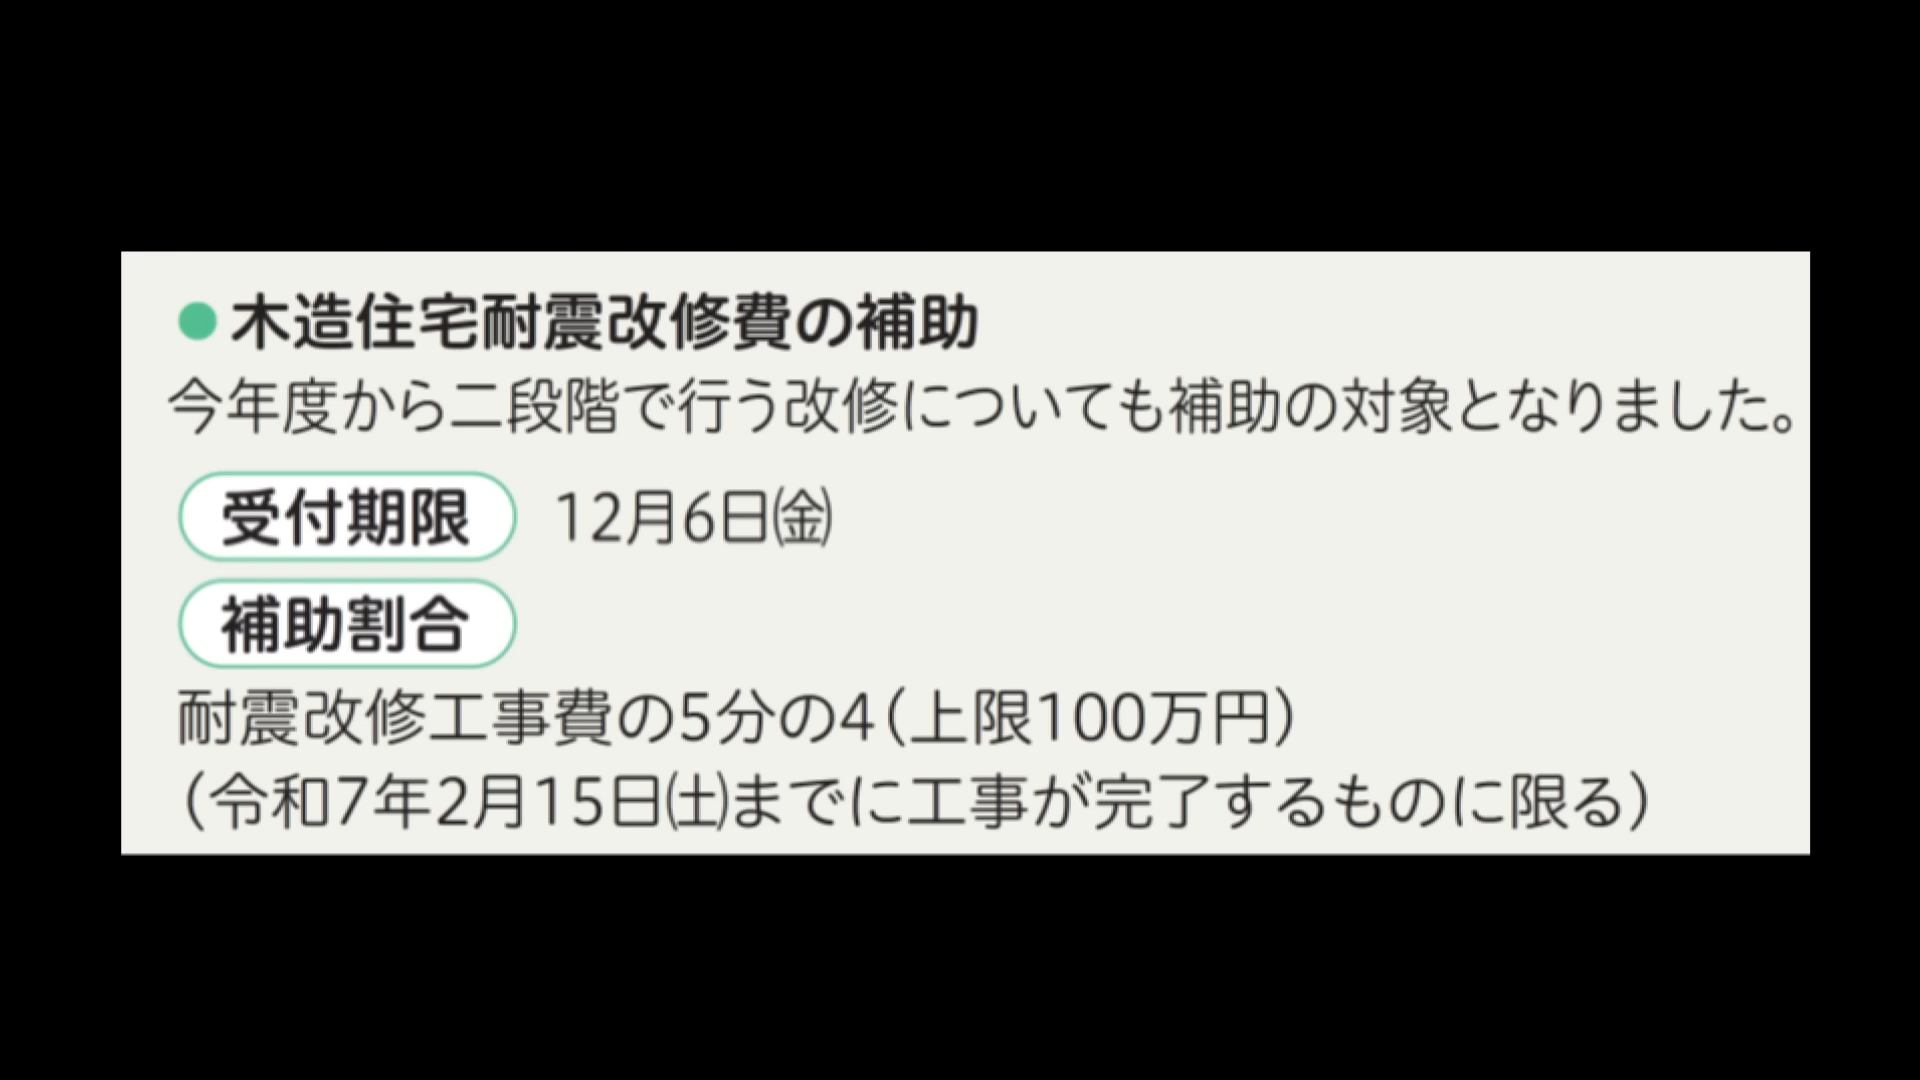 ●木造住宅耐震改修費の補助
今年度から二段階で行う改修についても補助の対象となりました。
受付期限 12月6日㈮
補助割合
耐震改修工事費の5分の4(上限100万円)
(令和7年2月15日㈯までに工事が完了するものに限る)